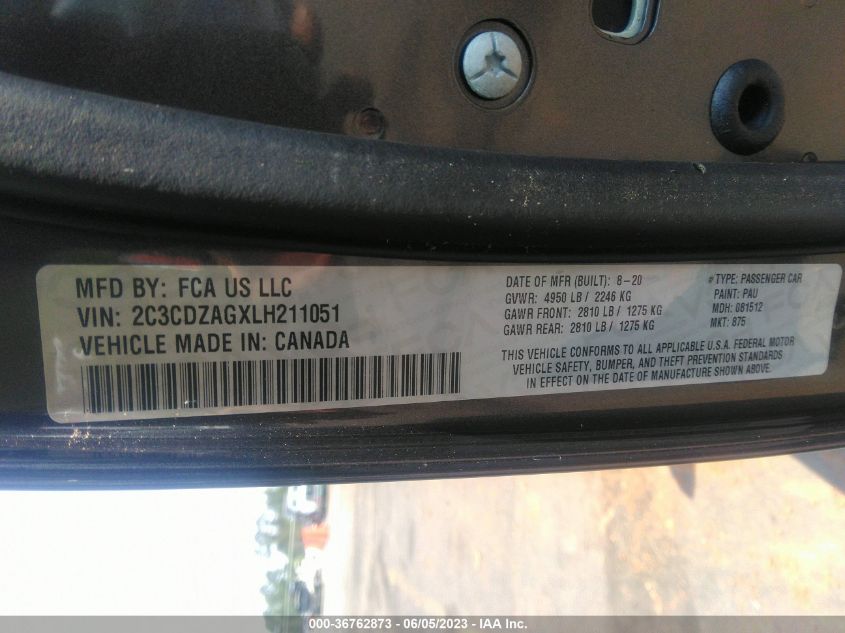 MFD BY: FCA US LLC
VIN: 2C3CDZAGXLH211051
VEHICLE MADE IN: CANADA
DATE OF MFR (BUILT): 8-20
GVWR: 4950 LB / 2246 KG
GAWR FRONT: 2810 LB / 1275 KG
GAWR REAR: 2810 LB / 1275 KG
# TYPE: PASSENGER CAR
PAINT: PAU
MDH: 081512
MKT: 875
THIS VEHICLE CONFORMS TO ALL APPLICABLE U.S.A. FEDERAL MOTOR
VEHICLE SAFETY, BUMPER, AND THEFT PREVENTION STANDARDS
IN EFFECT ON THE DATE OF MANUFACTURE SHOWN ABOVE.
000-36762873 - 06/05/2023 - IAA Inc.